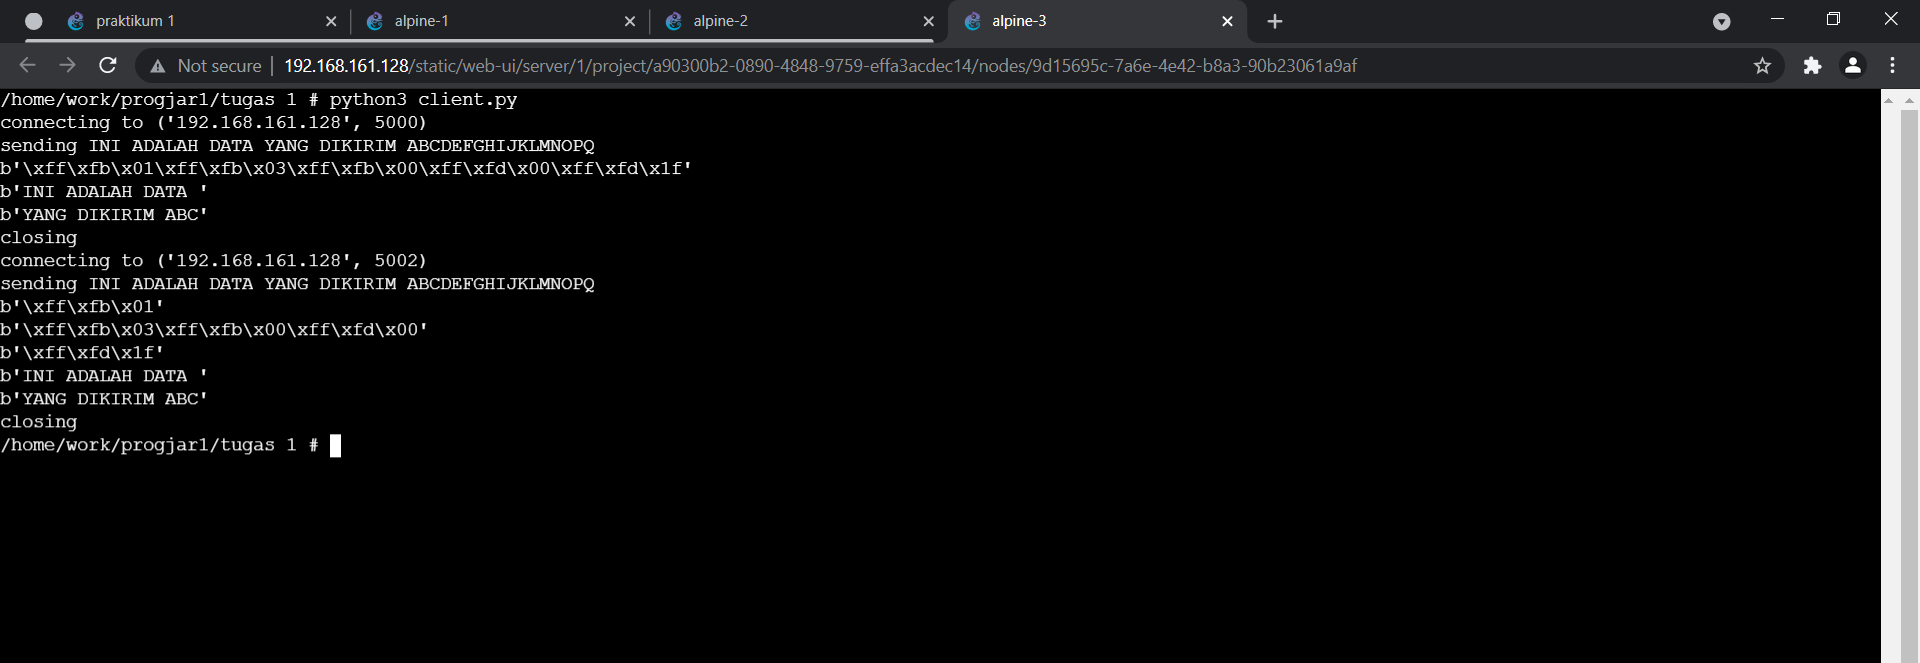 praktikum 1
alpine-1
alpine-2
alpine-3
Not secure
192.168.161.128/static/web-ui/server/1/project/a90300b2-0890-4848-9759-effa3acdec14/nodes/9d15695c-7a6e-4e42-b8a3-90b23061a9af
/home/work/progjar1/tugas 1 # python3 client.py
connecting to ('192.168.161.128', 5000)
sending INI ADALAH DATA YANG DIKIRIM ABCDEFGHIJKLMNOPQ
b'\xff\xfb\x01\xff\xfb\x03\xff\xfb\x00\xff\xfd\x00\xff\xfd\x1f'
b'INI ADALAH DATA '
b'YANG DIKIRIM ABC'
closing
connecting to ('192.168.161.128', 5002)
sending INI ADALAH DATA YANG DIKIRIM ABCDEFGHIJKLMNOPQ
b'\xff\xfb\x01'
b'\xff\xfb\x03\xff\xfb\x00\xff\xfd\x00'
b'\xff\xfd\x1f'
b'INI ADALAH DATA '
b'YANG DIKIRIM ABC'
closing
/home/work/progjar1/tugas 1 #